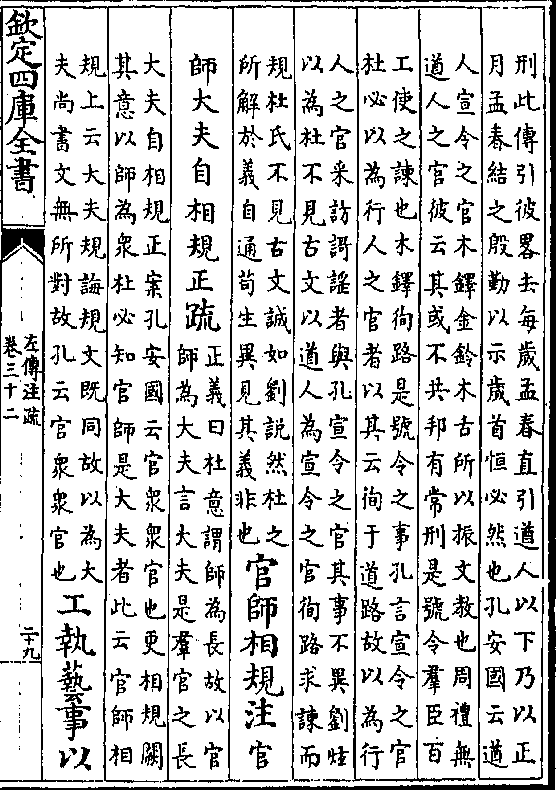 刑此傳引彼畧去每歲孟春直引遒人以下乃以正
月孟春結之殷勤以示歲首恒必然也孔安國云遒
人宣令之官木鐸金鈴木舌所以振文教也周禮無
遒人之官彼云其或不共邦有常刑是號令羣臣百
工使之諫也木鐸徇路是號令之事孔言宣令之官
杜必以為行人之官者以其云徇于道路故以為行
人之官采訪謌謡者與孔宣令之官其事不異劉炫
以為杜不見古文以遒人為宣令之官徇路求諫而
規杜氏不見古文誠如劉説然杜之
所解於義自通苟生異見其義非也
官師相規注官
師大夫自相規正疏
正義曰杜意謂師為長故以官
師為大夫言大夫是羣官之長
大夫自相規正案孔安國云官衆衆官也更相規闕
其意以師為衆杜必知官師是大夫者此云官師相
規上云大夫規誨規文既同故以為大
夫尚書文無所對故孔云官衆衆官也
工執藝事以
欽定四庫全書
左傳注疏
卷三十二
二十九